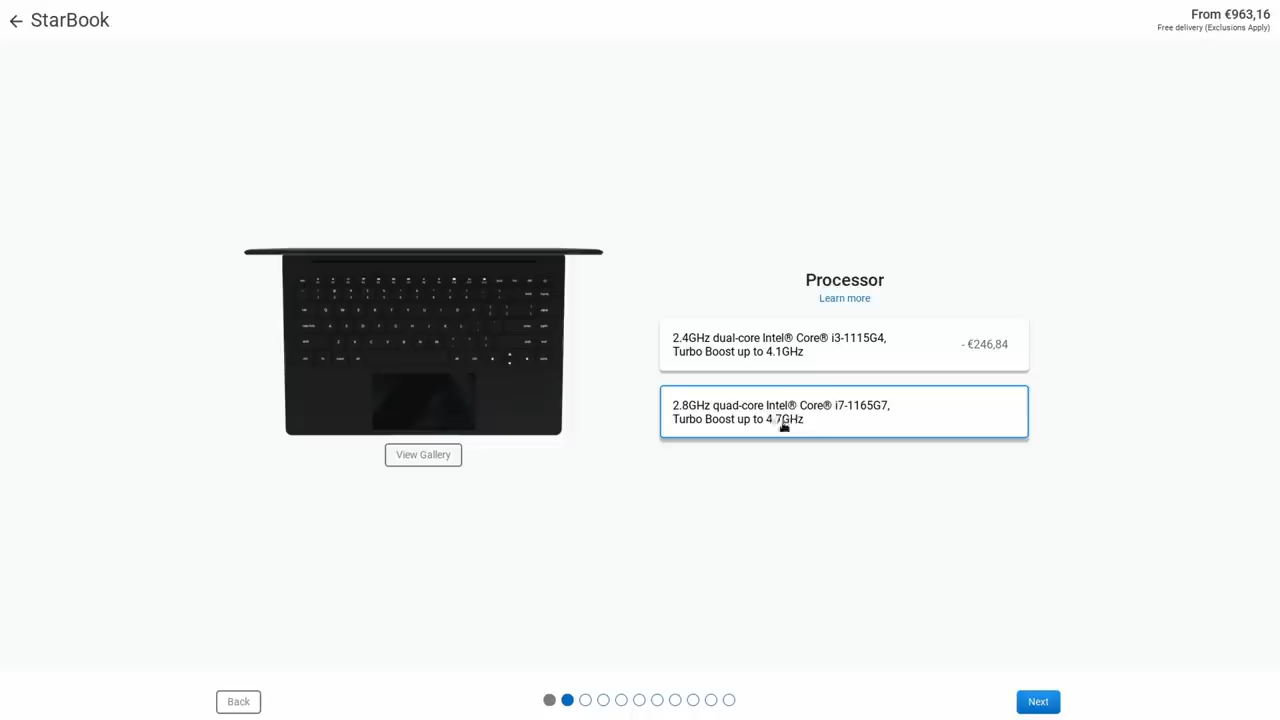 StarBook
From €963,16
Free delivery (Exclusions Apply)
Processor
Learn more
2.4GHz dual-core Intel® Core® i3-1115G4,
Turbo Boost up to 4.1GHz
- €246,84
2.8GHz quad-core Intel® Core® i7-1165G7,
Turbo Boost up to 4.7GHz
View Gallery
Back
Next